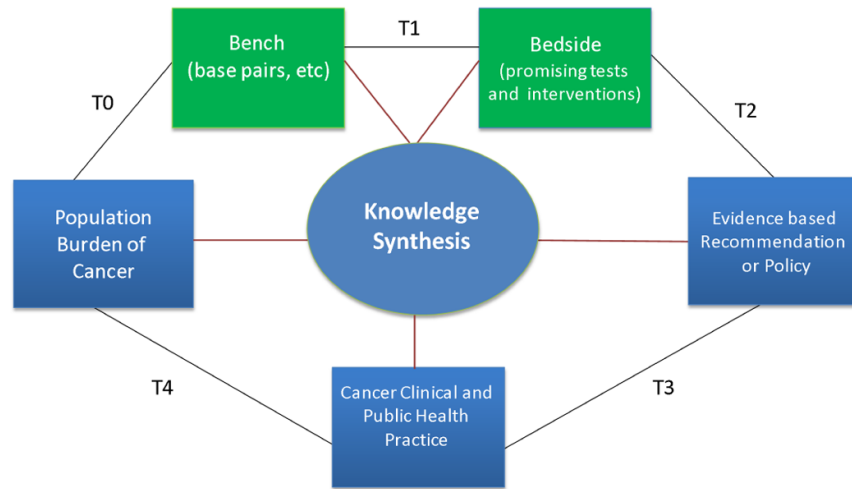 T1
Bench
(base pairs, etc)
Bedside
(promising tests
and interventions)
T0
T2
Knowledge
Synthesis
Population
Burden of
Cancer
Evidence based
Recommendation
or Policy
T4
T3
Cancer Clinical and
Public Health
Practice